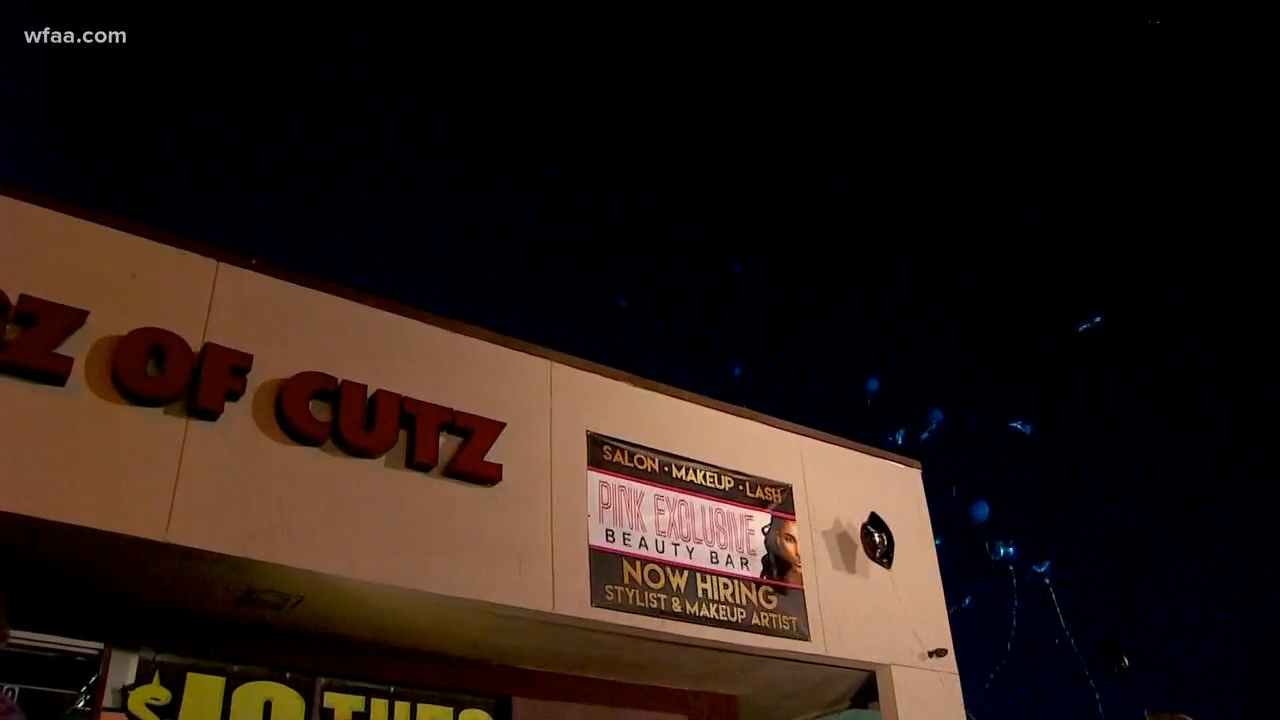 wfaa.com
OF CUTZ
SALON · MAKEUP · LASH
PINK EXCLUSIVE
BEAUTY BAR
NOW HIRING
STYLIST & MAKEUP ARTIST